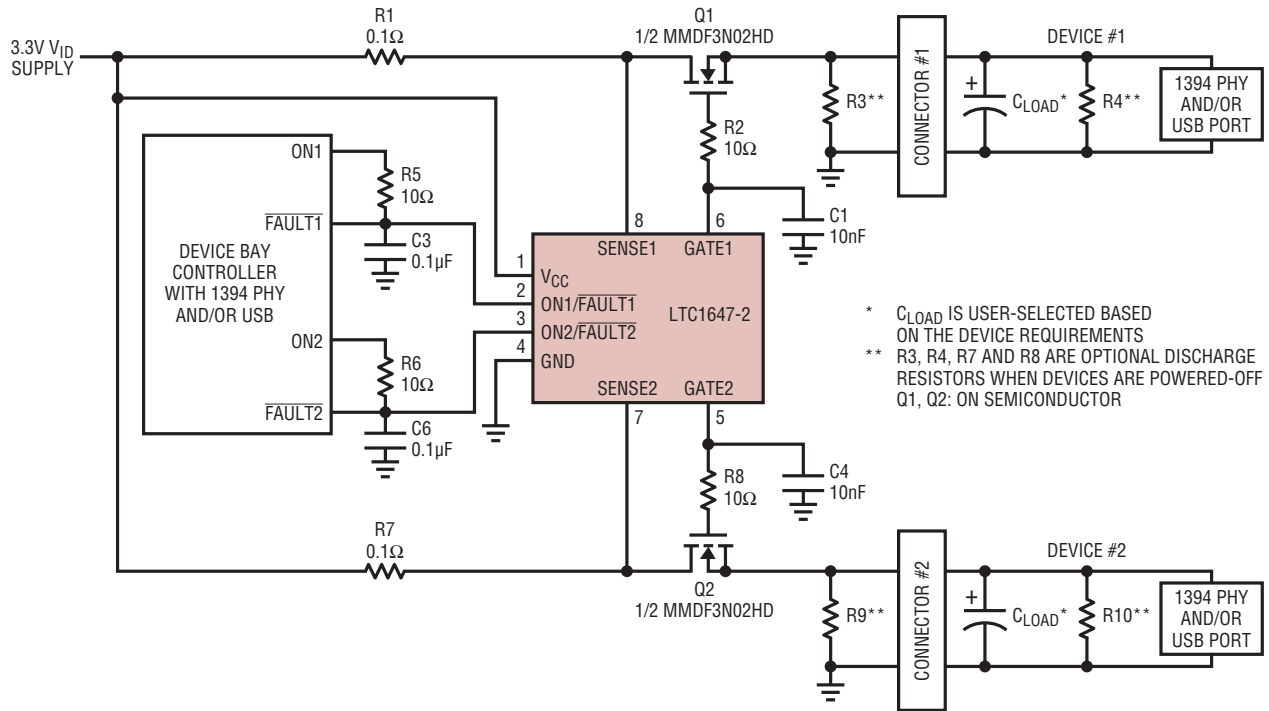 3.3V VID
SUPPLY
R1
0.1Ω
Q1
1/2 MMDF3N02HD
R3**
CONNECTOR #1
DEVICE #1
+
CLOAD*
R4**
1394 PHY
AND/OR
USB PORT
R2
10Ω
C1
10nF
DEVICE BAY
CONTROLLER
WITH 1394 PHY
AND/OR USB
ON1
FAULT1
ON2
FAULT2
R5
10Ω
C3
0.1µF
R6
10Ω
C6
0.1µF
8
6
SENSE1
GATE1
1
VCC
2
ON1/FAULT1
3
ON2/FAULT2
4
GND
LTC1647-2
SENSE2
GATE2
7
5
* CLOAD IS USER-SELECTED BASED
ON THE DEVICE REQUIREMENTS
** R3, R4, R7 AND R8 ARE OPTIONAL DISCHARGE
RESISTORS WHEN DEVICES ARE POWERED-OFF
Q1, Q2: ON SEMICONDUCTOR
R8
10Ω
C4
10nF
R7
0.1Ω
Q2
1/2 MMDF3N02HD
R9**
CONNECTOR #2
DEVICE #2
+
CLOAD*
R10**
1394 PHY
AND/OR
USB PORT